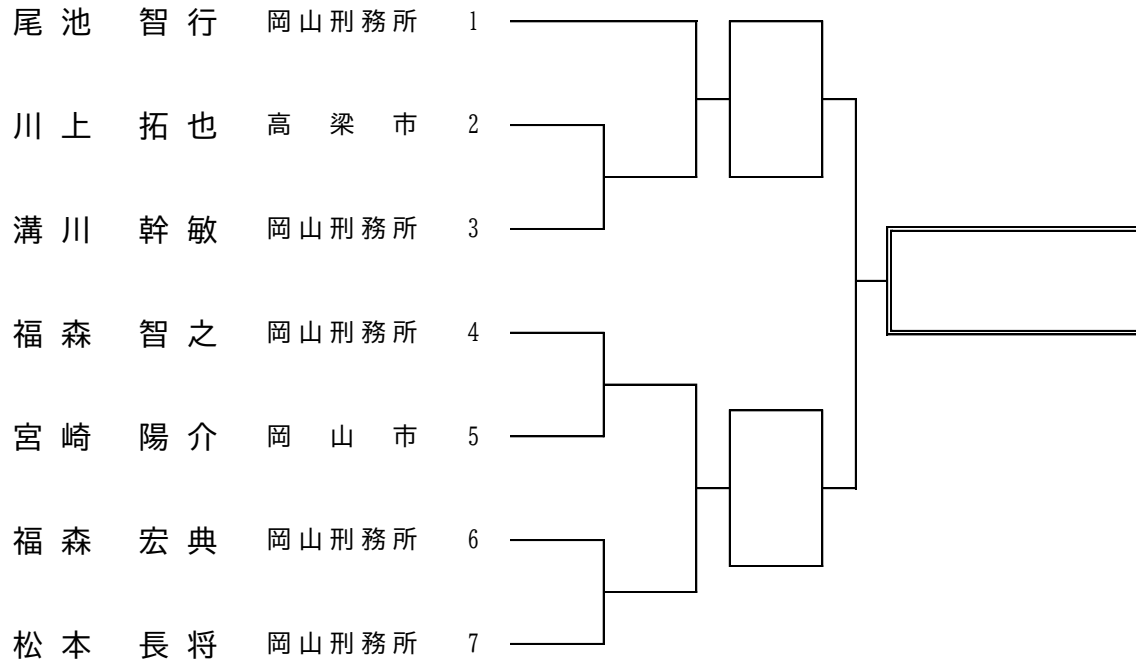 尾池 智行 岡山刑務所 1
川上 拓也 高梁市 2
溝川 幹敏 岡山刑務所 3
福森 智之 岡山刑務所 4
宮崎 陽介 岡山市 5
福森 宏典 岡山刑務所 6
松本 長将 岡山刑務所 7